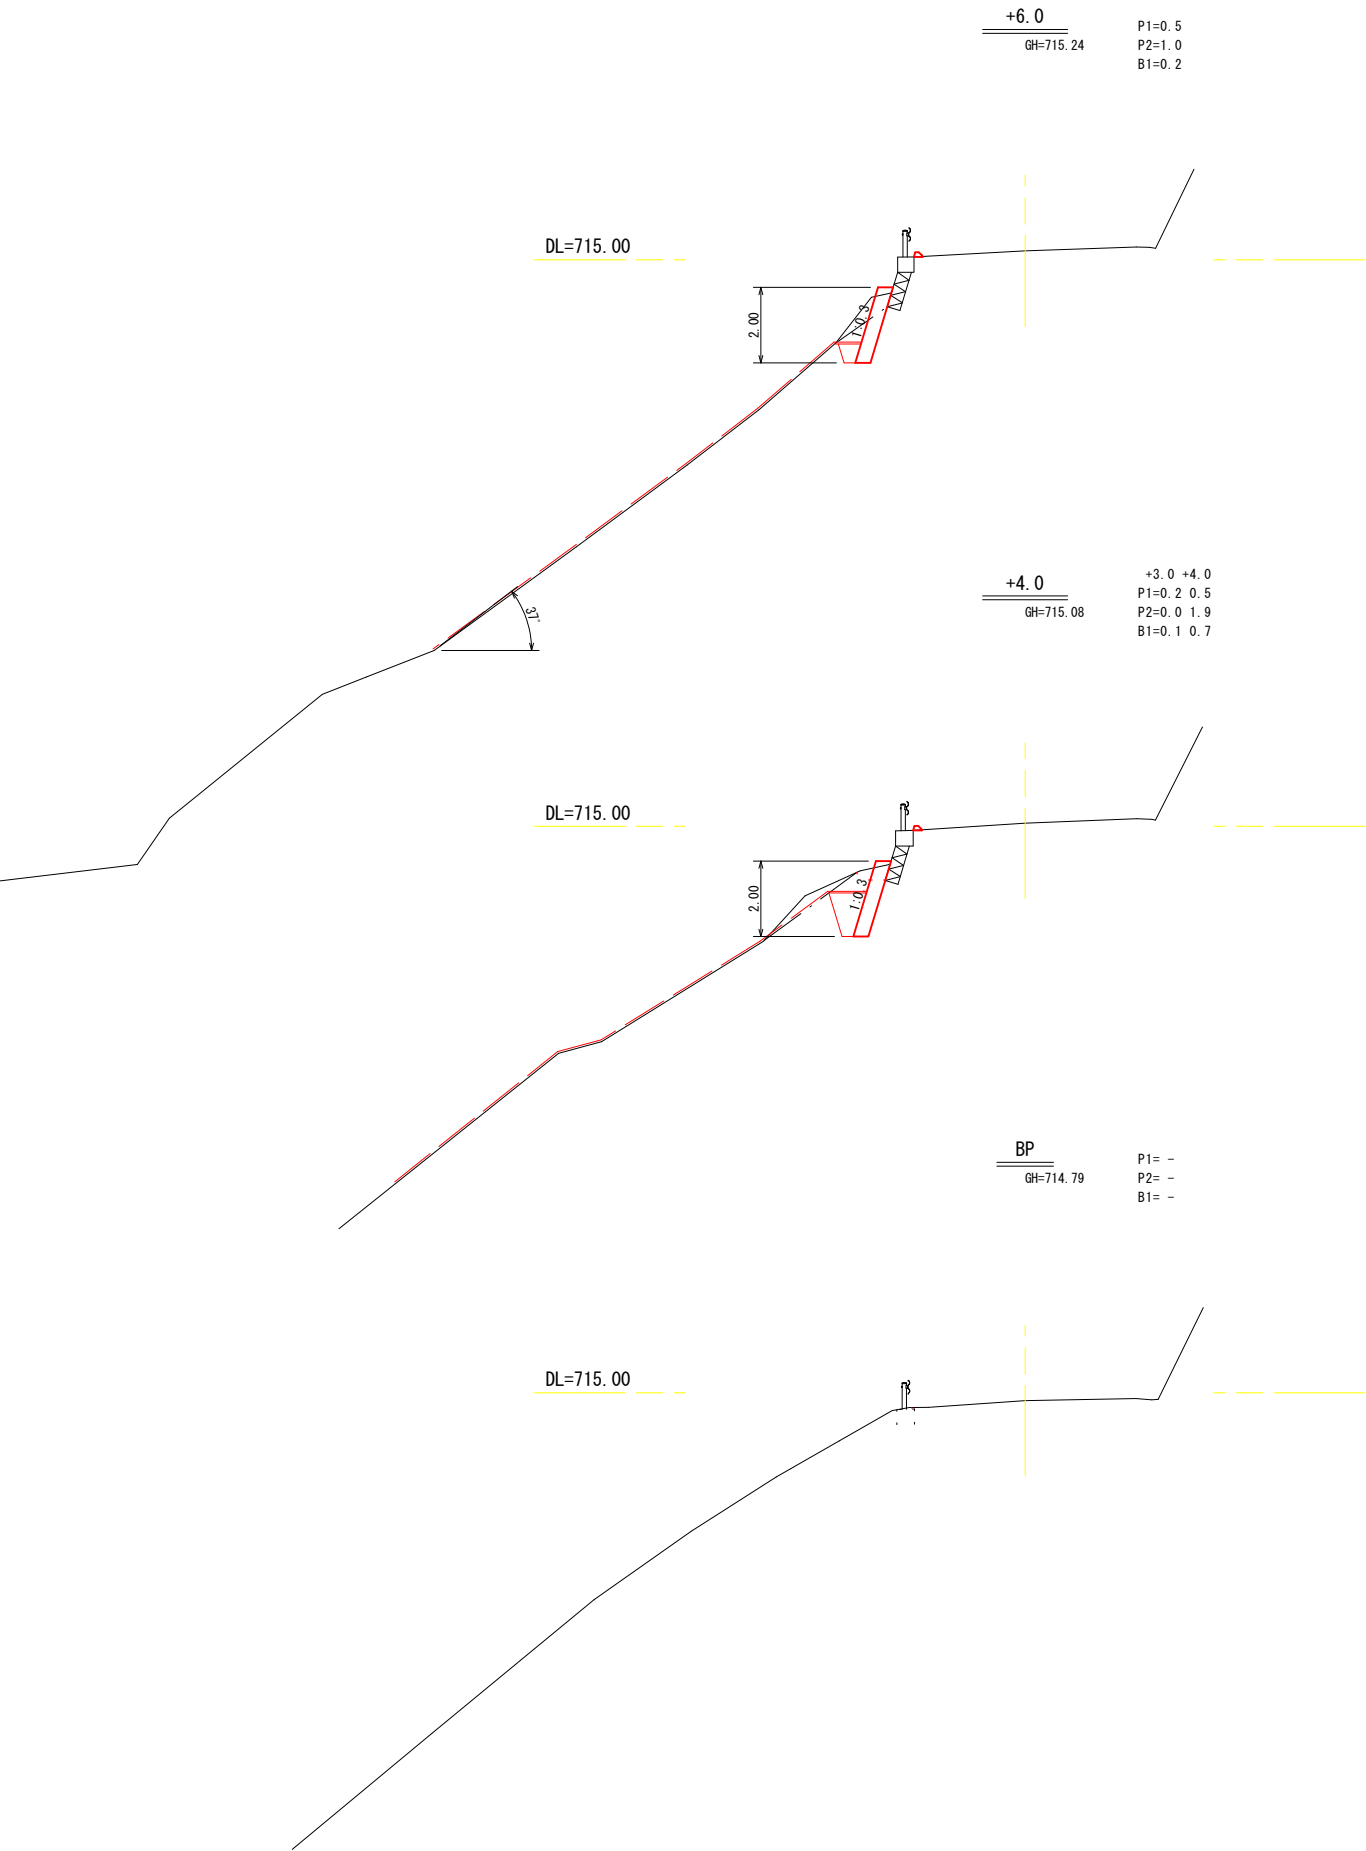 +6.0
GH=715.24
P1=0.5
P2=1.0
B1=0.2
DL=715.00
2.00
1:0.3
37°
+4.0
GH=715.08
+3.0 +4.0
P1=0.2 0.5
P2=0.0 1.9
B1=0.1 0.7
DL=715.00
2.00
1:0.3
BP
GH=714.79
P1= -
P2= -
B1= -
DL=715.00